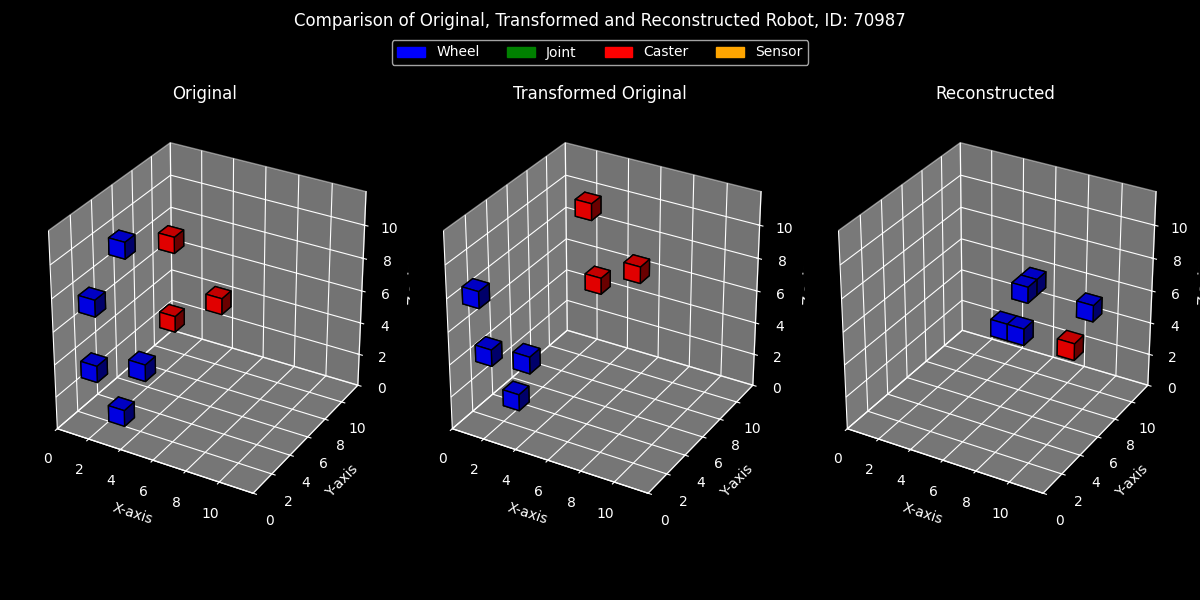 Comparison of Original, Transformed and Reconstructed Robot, ID: 70987
Wheel Joint Caster Sensor
Original Transformed Original Reconstructed
10 10 10
8 8 8
6 6 6
4 4 4
2 2 2
0 0 0
0 2 4 6 8 10 0 2 4 6 8 10 0 2 4 6 8 10
0 2 4 6 8 10 0 2 4 6 8 10 0 2 4 6 8 10
X-axis Y-axis X-axis Y-axis X-axis Y-axis